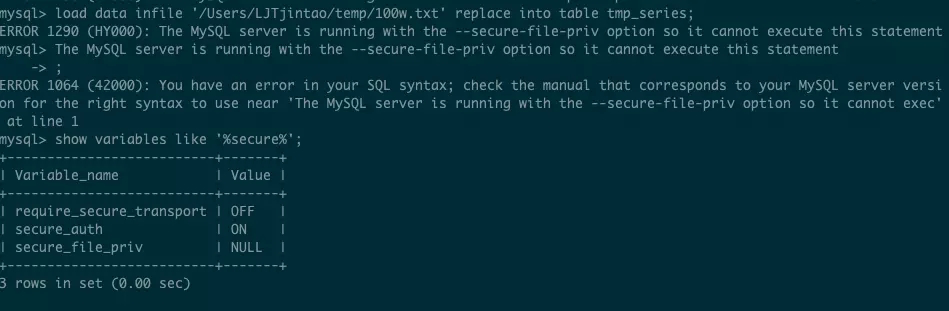 mysql> load data infile '/Users/LJTjintao/temp/100w.txt' replace into table tmp_series;
ERROR 1290 (HY000): The MySQL server is running with the --secure-file-priv option so it cannot execute this statement
mysql> The MySQL server is running with the --secure-file-priv option so it cannot execute this statement
    -> ;
ERROR 1064 (42000): You have an error in your SQL syntax; check the manual that corresponds to your MySQL server versi
on for the right syntax to use near 'The MySQL server is running with the --secure-file-priv option so it cannot exec'
 at line 1
mysql> show variables like '%secure%';
+--------------------------+-------+
| Variable_name            | Value |
+--------------------------+-------+
| require_secure_transport | OFF   |
| secure_auth              | ON    |
| secure_file_priv         | NULL  |
+--------------------------+-------+
3 rows in set (0.00 sec)